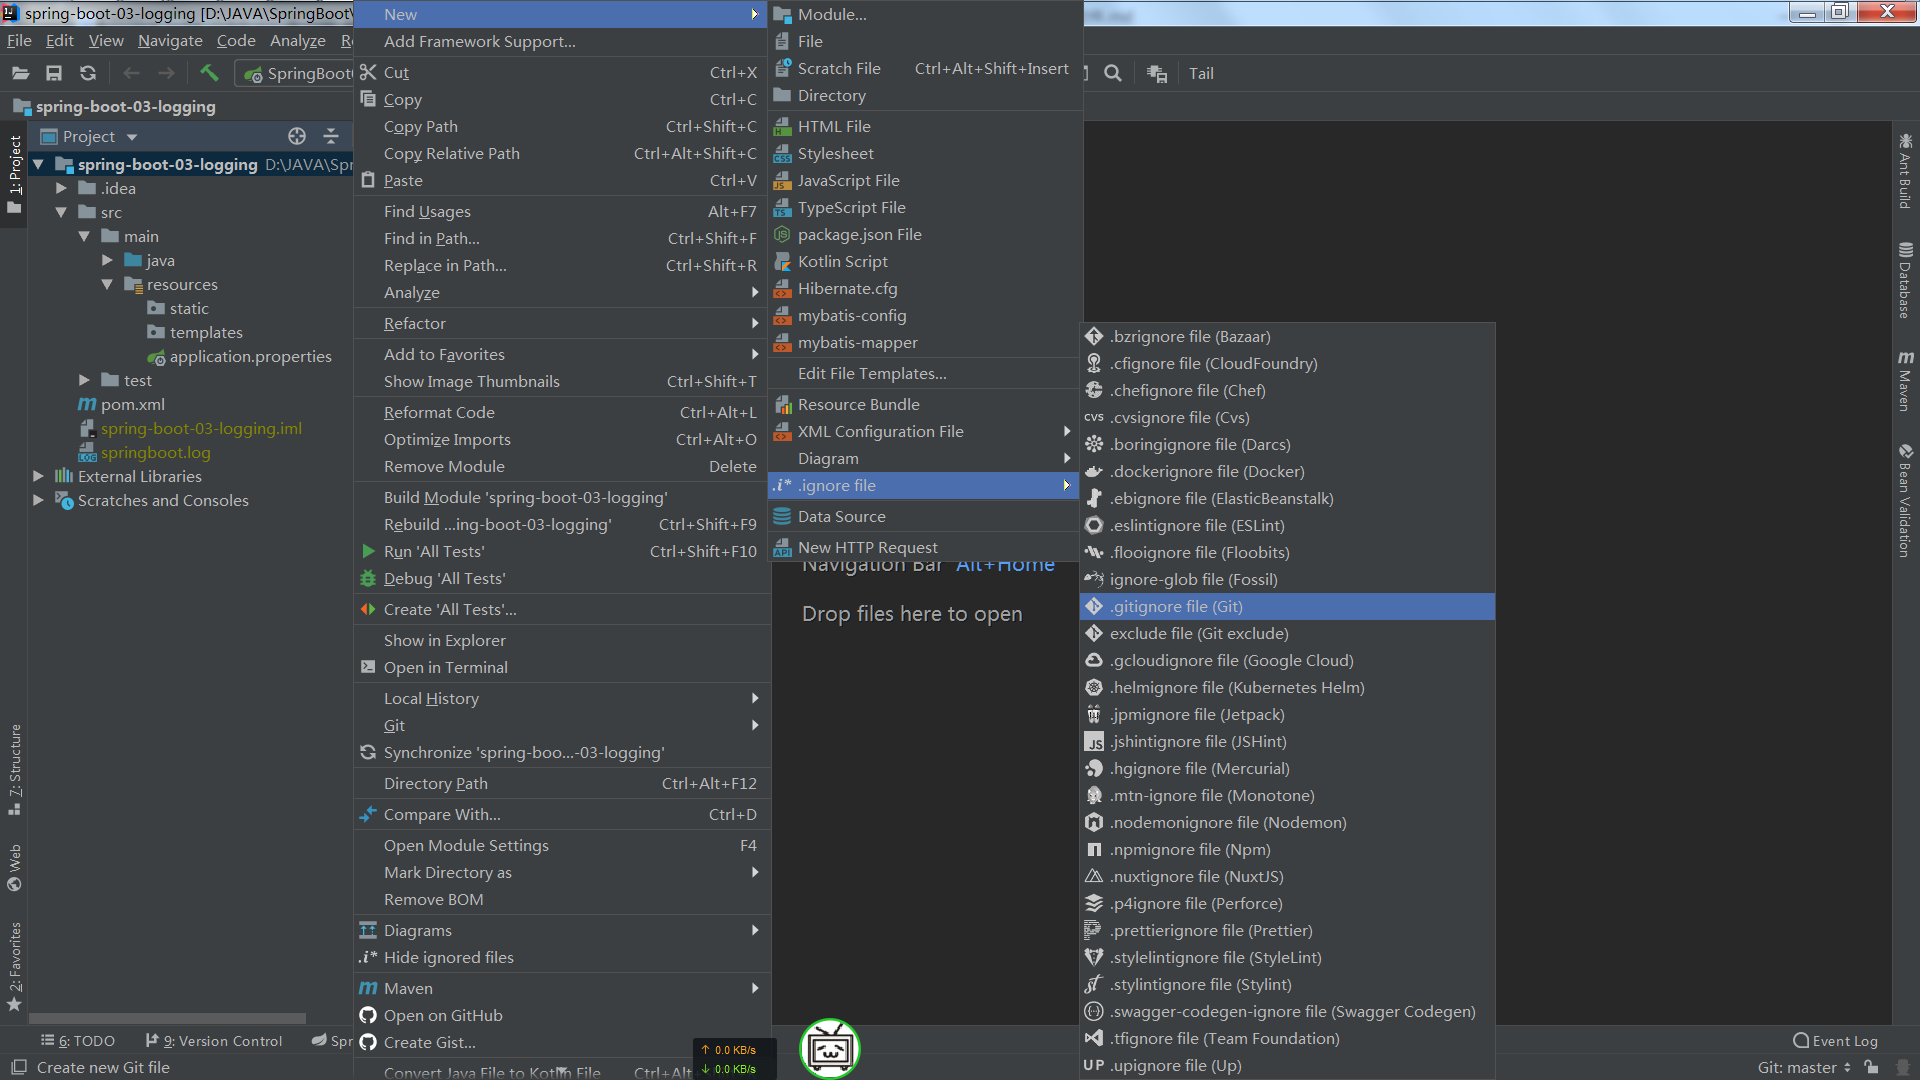 spring-boot-03-logging [D:\JAVA\SpringBoot\
File Edit View Navigate Code Analyze
SpringBoot
Tail
spring-boot-03-logging
Project
spring-boot-03-logging D:\JAVA\Spr
.idea
src
main
java
resources
static
templates
application.properties
test
pom.xml
spring-boot-03-logging.iml
springboot.log
External Libraries
Scratches and Consoles
1: Project
7: Structure
Web
2: Favorites
New
Add Framework Support...
Cut Ctrl+X
Copy Ctrl+C
Copy Path Ctrl+Shift+C
Copy Relative Path Ctrl+Alt+Shift+C
Paste Ctrl+V
Find Usages Alt+F7
Find in Path... Ctrl+Shift+F
Replace in Path... Ctrl+Shift+R
Analyze
Refactor
Add to Favorites
Show Image Thumbnails Ctrl+Shift+T
Reformat Code Ctrl+Alt+L
Optimize Imports Ctrl+Alt+O
Remove Module Delete
Build Module 'spring-boot-03-logging'
Rebuild ...ing-boot-03-logging' Ctrl+Shift+F9
Run 'All Tests' Ctrl+Shift+F10
Debug 'All Tests'
Create 'All Tests'...
Show in Explorer
Open in Terminal
Local History
Git
Synchronize 'spring-boo...-03-logging'
Directory Path Ctrl+Alt+F12
Compare With... Ctrl+D
Open Module Settings F4
Mark Directory as
Remove BOM
Diagrams
Hide ignored files
Maven
Open on GitHub
Create Gist...
Convert Java File to Kotlin File Ctrl+Alt
Module...
File
Scratch File Ctrl+Alt+Shift+Insert
Directory
HTML File
Stylesheet
JavaScript File
TypeScript File
package.json File
Kotlin Script
Hibernate.cfg
mybatis-config
mybatis-mapper
Edit File Templates...
Resource Bundle
XML Configuration File
Diagram
.ignore file
Data Source
New HTTP Request
Navigation Bar Alt+Home
Drop files here to open
.bzrignore file (Bazaar)
.cfignore file (CloudFoundry)
.chefignore file (Chef)
.cvsignore file (Cvs)
.boringignore file (Darcs)
.dockerignore file (Docker)
.ebignore file (ElasticBeanstalk)
.eslintignore file (ESLint)
.flooignore file (Floobits)
ignore-glob file (Fossil)
.gitignore file (Git)
exclude file (Git exclude)
.gcloudignore file (Google Cloud)
.helmignore file (Kubernetes Helm)
.jpmignore file (Jetpack)
.jshintignore file (JSHint)
.hgignore file (Mercurial)
.mtn-ignore file (Monotone)
.nodemonignore file (Nodemon)
.npmignore file (Npm)
.nuxtignore file (NuxtJS)
.p4ignore file (Perforce)
.prettierignore file (Prettier)
.stylelintignore file (StyleLint)
.stylintignore file (Stylint)
.swagger-codegen-ignore file (Swagger Codegen)
.tfignore file (Team Foundation)
.upignore file (Up)
Ant Build
Database
Maven
Bean Validation
6: TODO 9: Version Control Spr
0.0 KB/s
0.0 KB/s
Event Log
Create new Git file
Git: master